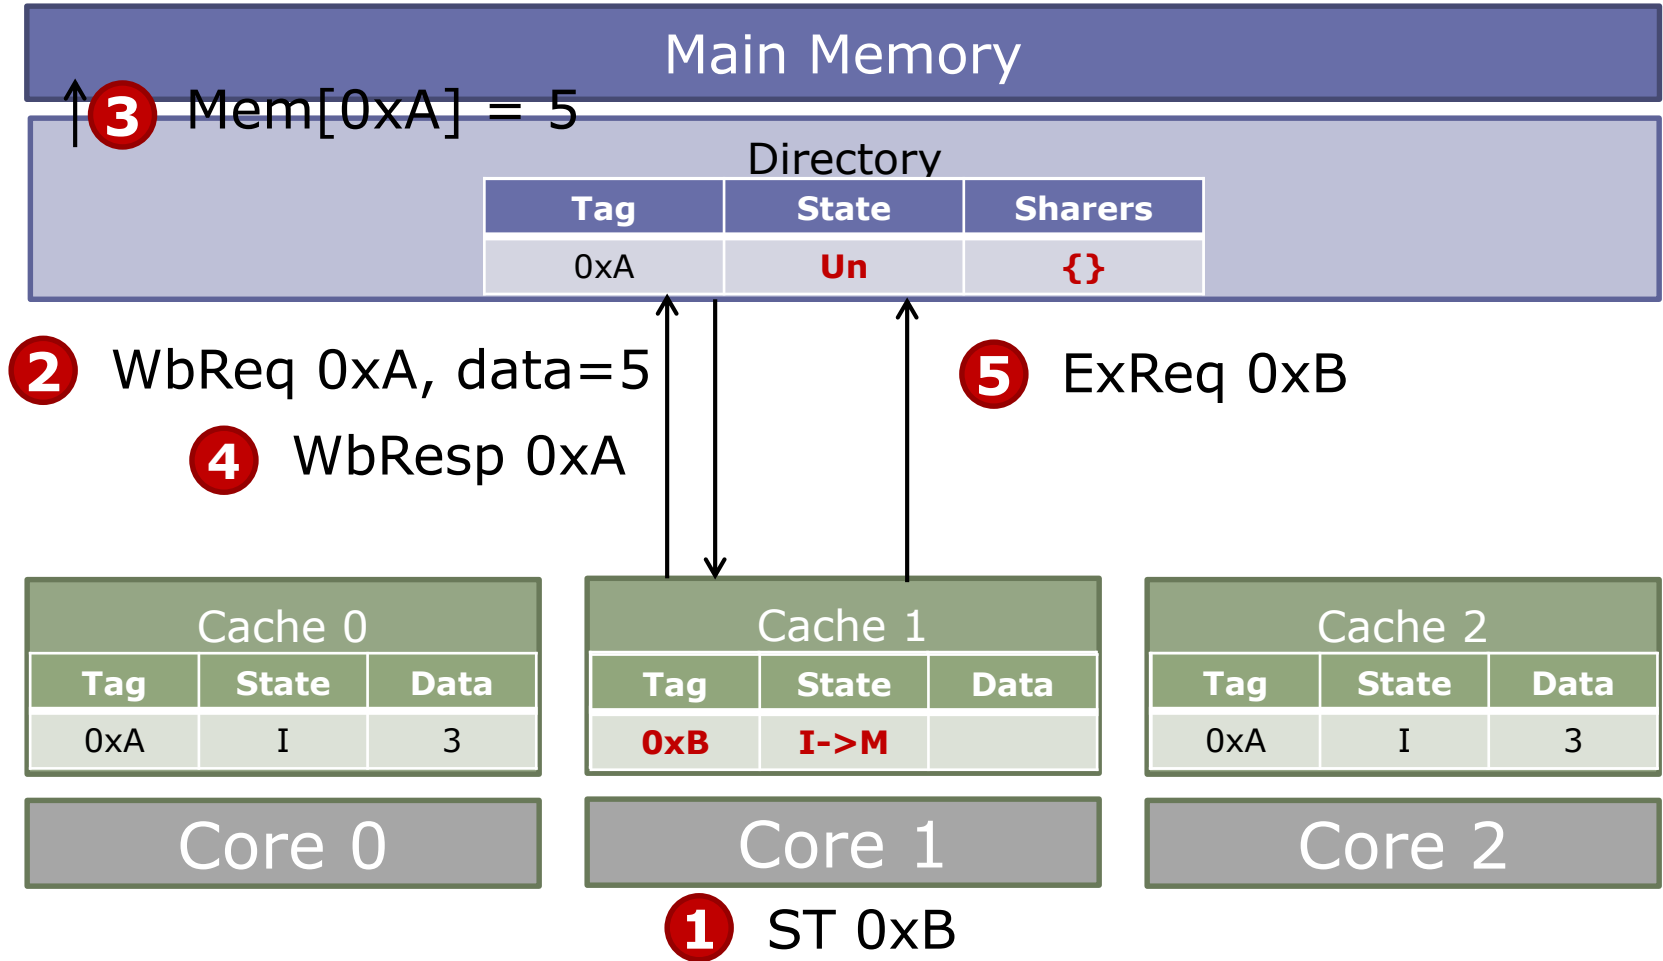 Main Memory
3 Mem[0xA] = 5
Directory
Tag State Sharers
0xA Un {}
2 WbReq 0xA, data=5
5 ExReq 0xB
4 WbResp 0xA
Cache 0 Cache 1 Cache 2
Tag State Data Tag State Data Tag State Data
0xA I 3 0xB I->M 0xA I 3
Core 0 Core 1 Core 2
1 ST 0xB